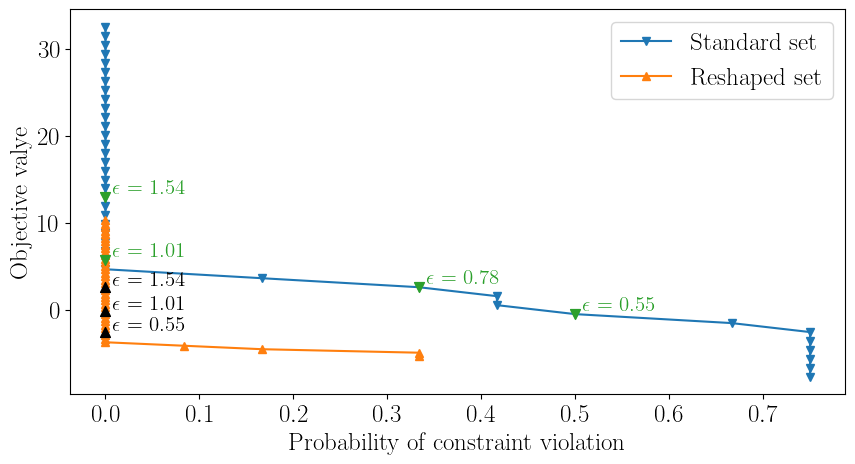 Standard set
Reshaped set
30
20
10
0
Objective valye
ϵ = 1.54
ϵ = 1.01
ϵ = 1.54
ϵ = 1.01
ϵ = 0.55
ϵ = 0.78
ϵ = 0.55
0.0 0.1 0.2 0.3 0.4 0.5 0.6 0.7
Probability of constraint violation